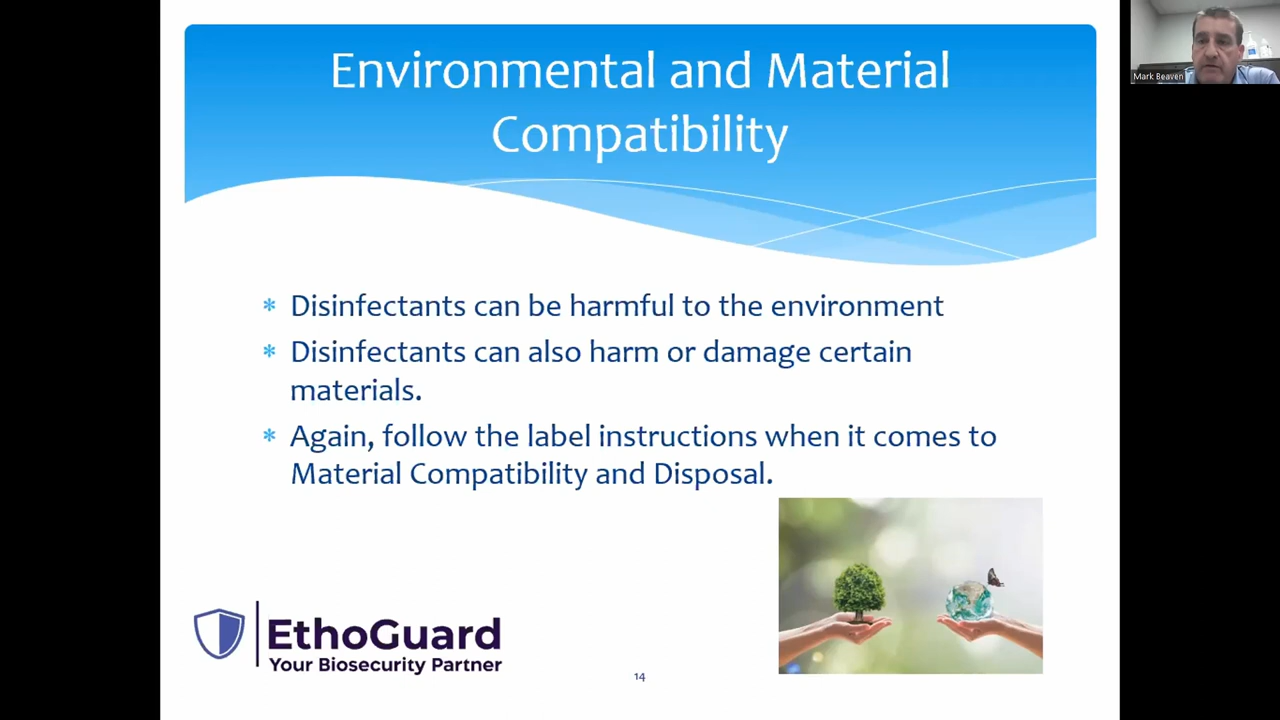 Environmental and Material
Compatibility
Mark Beaven
* Disinfectants can be harmful to the environment
* Disinfectants can also harm or damage certain
materials.
* Again, follow the label instructions when it comes to
Material Compatibility and Disposal.
EthoGuard
Your Biosecurity Partner
14